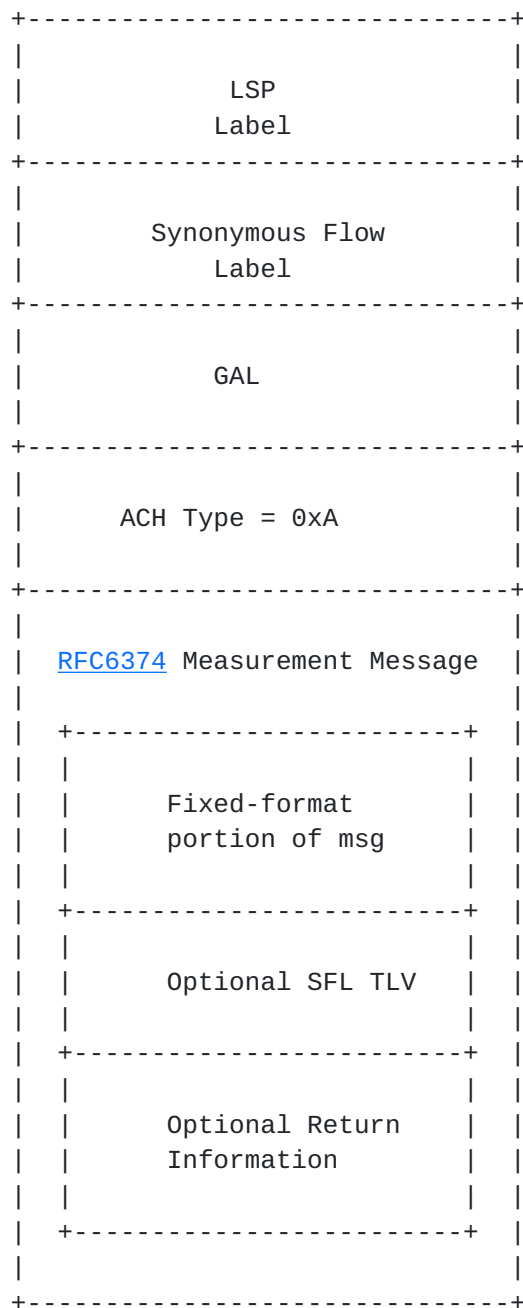 LSP
Label
Synonymous Flow
Label
GAL
ACH Type = 0xA
RFC6374 Measurement Message
Fixed-format
portion of msg
Optional SFL TLV
Optional Return
Information